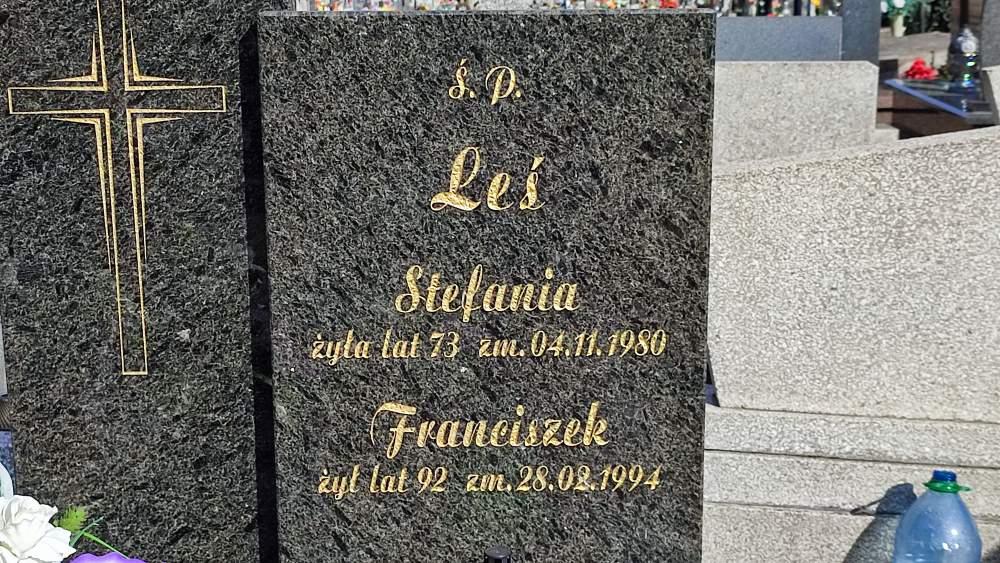 ś. p.
Leś
Stefania
żyła lat 73 zm. 04.11.1980
Franciszek
żył lat 92 zm. 28.02.1994